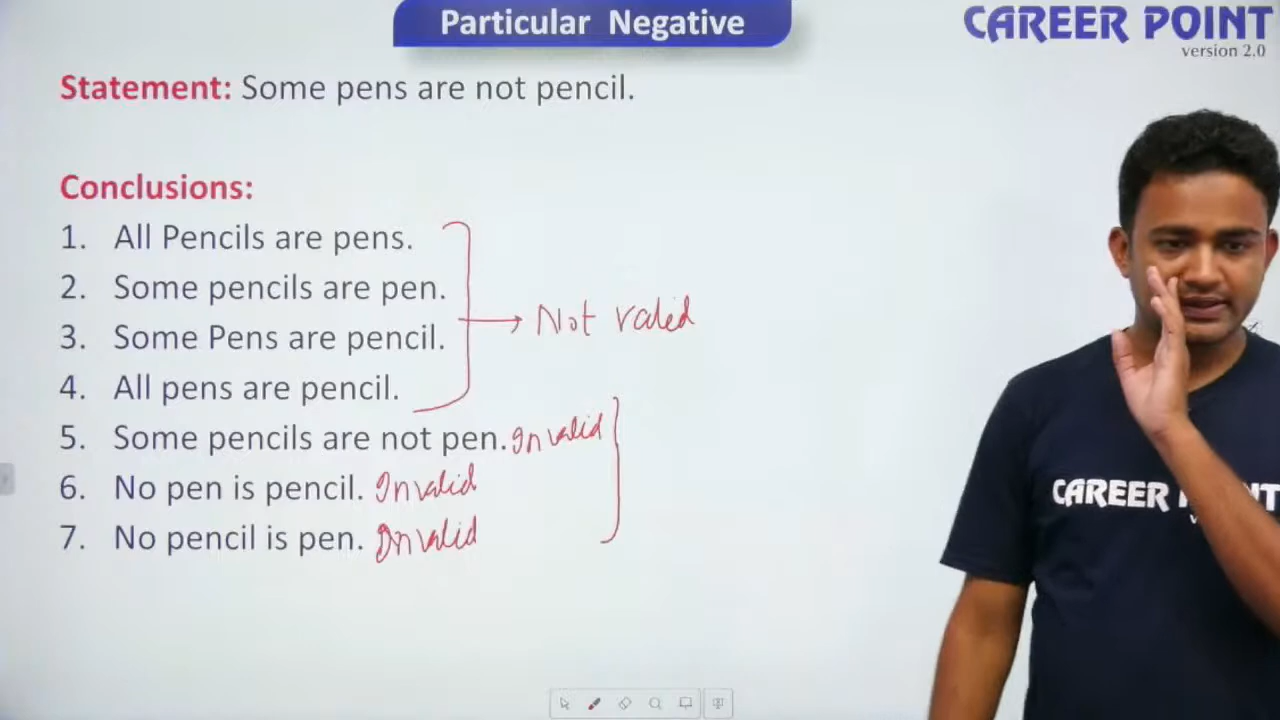 Particular Negative
CAREER POINT
version 2.0
Statement: Some pens are not pencil.
Conclusions:
1. All Pencils are pens.
2. Some pencils are pen.
3. Some Pens are pencil.
4. All pens are pencil.
Not valid
5. Some pencils are not pen. Invalid
6. No pen is pencil. Invalid
7. No pencil is pen. Invalid
CAREER POINT